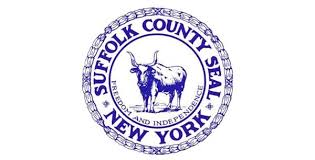 SUFFOLK COUNTY SEAL
FREEDOM AND INDEPENDENCE
NEW YORK